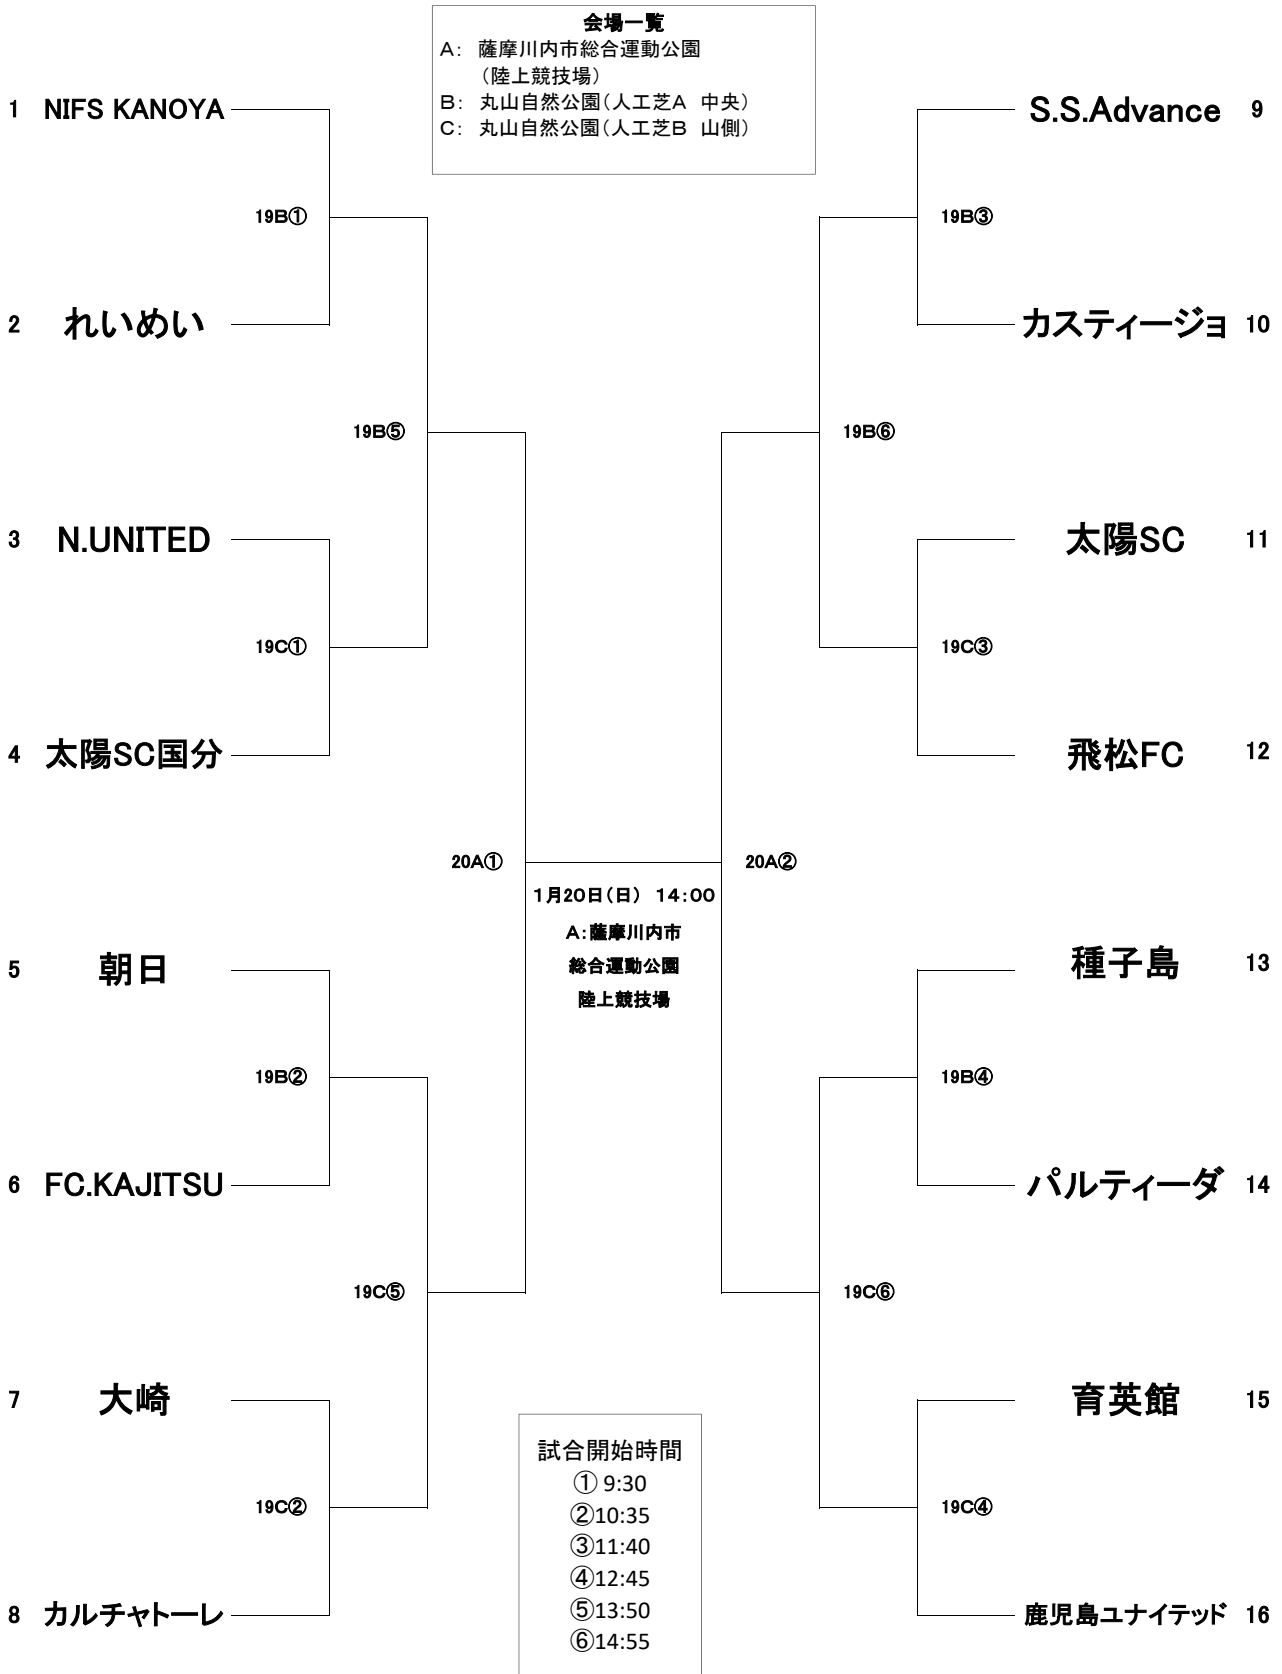 会場一覧
A: 薩摩川内市総合運動公園
(陸上競技場)
B: 丸山自然公園(人工芝A 中央)
C: 丸山自然公園(人工芝B 山側)
1 NIFS KANOYA
S.S.Advance 9
19B①
19B③
2 れいめい
カスティージョ 10
19B⑤
19B⑥
3 N.UNITED
太陽SC 11
19C①
19C③
4 太陽SC国分
飛松FC 12
20A①
20A②
1月20日(日) 14:00
A:薩摩川内市
総合運動公園
陸上競技場
5 朝日
種子島 13
19B②
19B④
6 FC.KAJITSU
パルティーダ 14
19C⑤
19C⑥
7 大崎
育英館 15
19C②
19C④
8 カルチャトーレ
鹿児島ユナイテッド 16
試合開始時間
① 9:30
②10:35
③11:40
④12:45
⑤13:50
⑥14:55